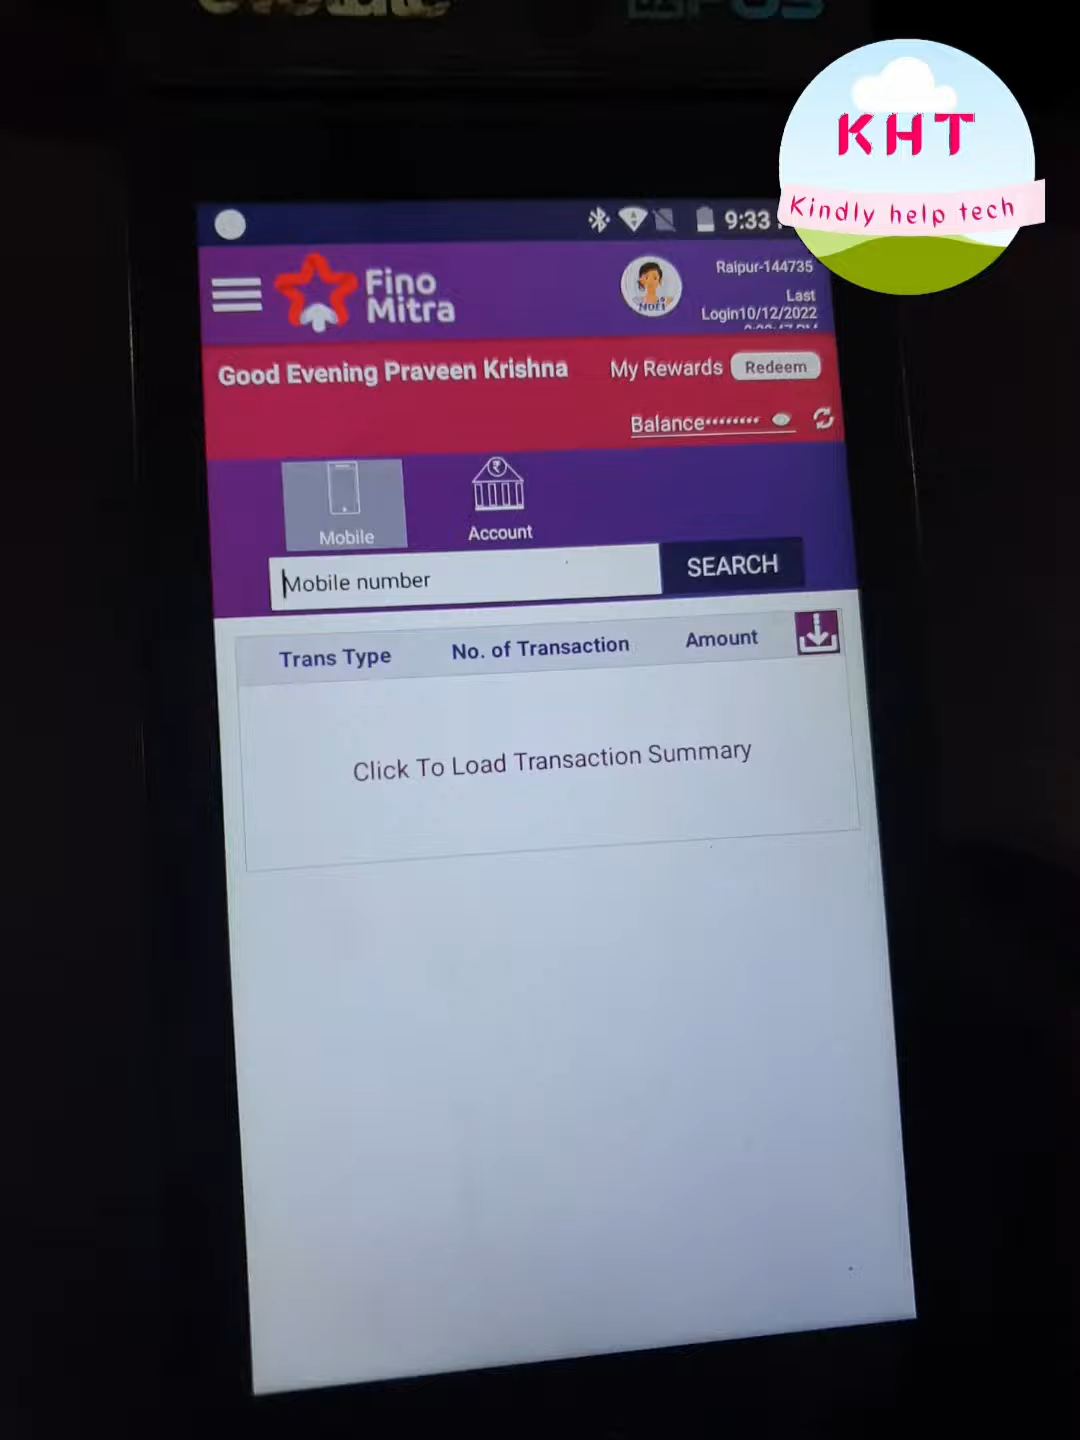 KHT
Kindly help tech
9:33
Fino
Mitra
Raipur-144735
Last
Login10/12/2022
Good Evening Praveen Krishna
My Rewards
Redeem
Balance········
Mobile
Account
Mobile number
SEARCH
Trans Type
No. of Transaction
Amount
Click To Load Transaction Summary